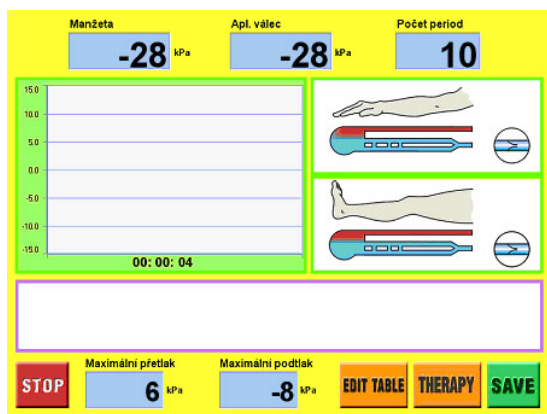 Manžeta Apl. válec Počet period
-28 kPa -28 kPa 10
15.0
10.0
5.0
0.0
-5.0
-10.0
-15.0
00: 00: 04
Maximální přetlak Maximální podtlak
STOP 6 kPa -8 kPa EDIT TABLE THERAPY SAVE